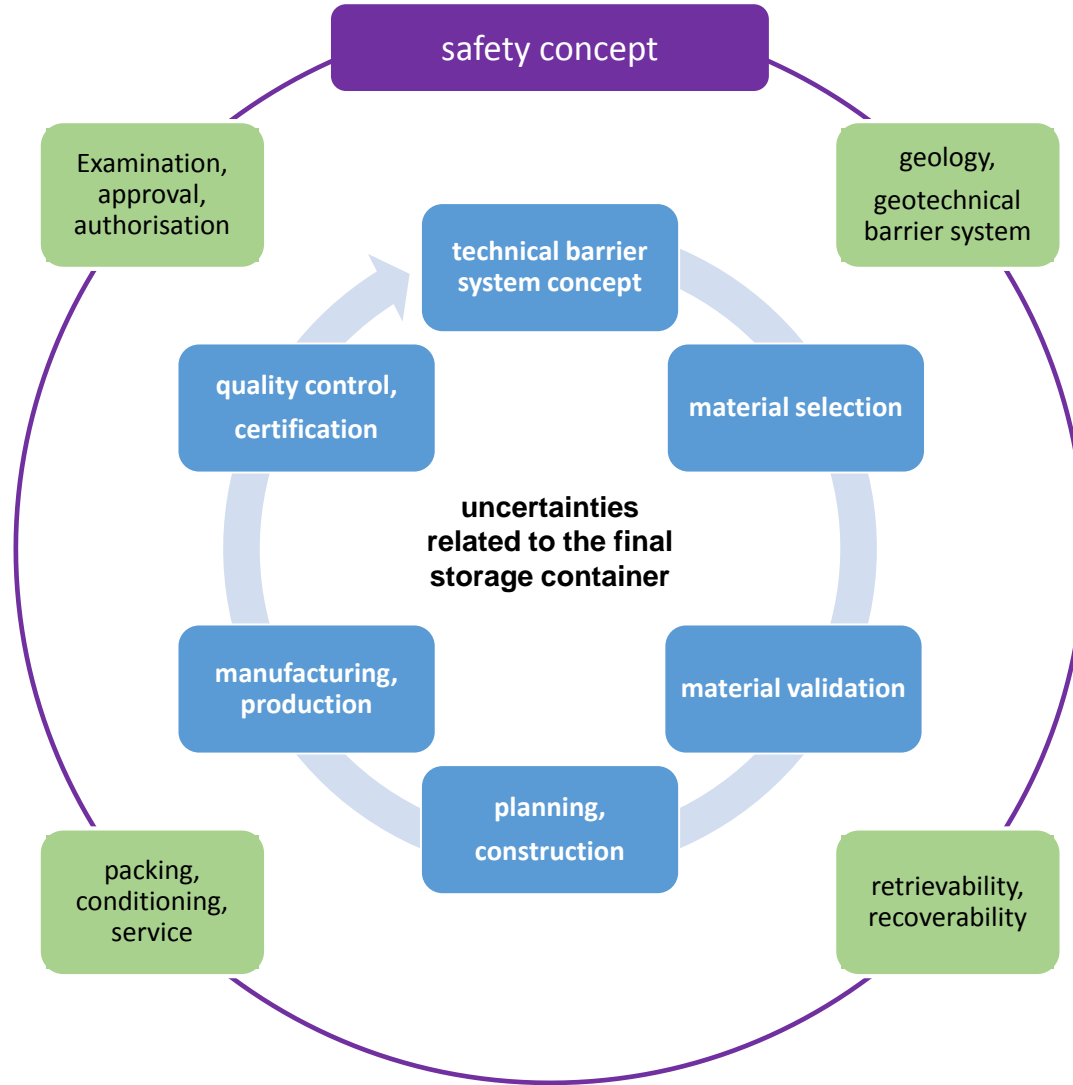 safety concept
Examination,
approval,
authorisation
geology,
geotechnical
barrier system
technical barrier
system concept
quality control,
certification
material selection
uncertainties
related to the final
storage container
manufacturing,
production
material validation
planning,
construction
packing,
conditioning,
service
retrievability,
recoverability